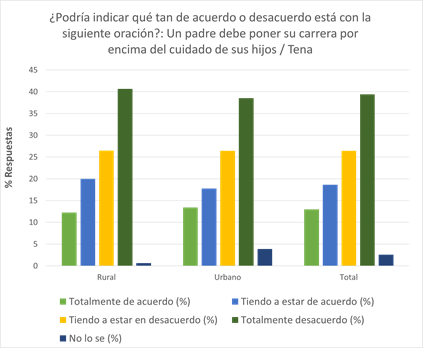 ¿Podría indicar qué tan de acuerdo o desacuerdo está con la
siguiente oración?: Un padre debe poner su carrera por
encima del cuidado de sus hijos / Tena
% Respuestas
45
40
35
30
25
20
15
10
5
0
Rural Urbano Total
Totalmente de acuerdo (%) Tiendo a estar de acuerdo (%)
Tiendo a estar en desacuerdo (%) Totalmente desacuerdo (%)
No lo se (%)